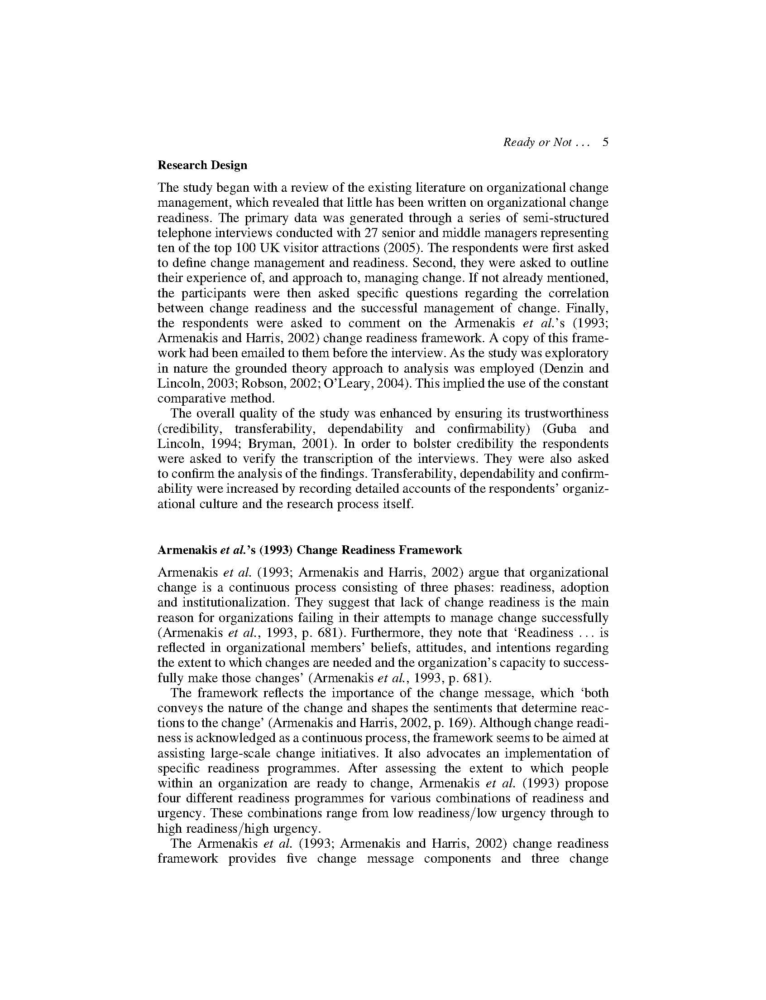 Ready or Not . . . 5
Research Design
The study began with a review of the existing literature on organizational change
management, which revealed that little has been written on organizational change
readiness. The primary data was generated through a series of semi-structured
telephone interviews conducted with 27 senior and middle managers representing
ten of the top 100 UK visitor attractions (2005). The respondents were first asked
to define change management and readiness. Second, they were asked to outline
their experience of, and approach to, managing change. If not already mentioned,
the participants were then asked specific questions regarding the correlation
between change readiness and the successful management of change. Finally,
the respondents were asked to comment on the Armenakis et al.’s (1993;
Armenakis and Harris, 2002) change readiness framework. A copy of this frame-
work had been emailed to them before the interview. As the study was exploratory
in nature the grounded theory approach to analysis was employed (Denzin and
Lincoln, 2003; Robson, 2002; O’Leary, 2004). This implied the use of the constant
comparative method.
The overall quality of the study was enhanced by ensuring its trustworthiness
(credibility, transferability, dependability and confirmability) (Guba and
Lincoln, 1994; Bryman, 2001). In order to bolster credibility the respondents
were asked to verify the transcription of the interviews. They were also asked
to confirm the analysis of the findings. Transferability, dependability and confirm-
ability were increased by recording detailed accounts of the respondents’ organiz-
ational culture and the research process itself.
Armenakis et al.’s (1993) Change Readiness Framework
Armenakis et al. (1993; Armenakis and Harris, 2002) argue that organizational
change is a continuous process consisting of three phases: readiness, adoption
and institutionalization. They suggest that lack of change readiness is the main
reason for organizations failing in their attempts to manage change successfully
(Armenakis et al., 1993, p. 681). Furthermore, they note that ‘Readiness . . . is
reflected in organizational members’ beliefs, attitudes, and intentions regarding
the extent to which changes are needed and the organization’s capacity to success-
fully make those changes’ (Armenakis et al., 1993, p. 681).
The framework reflects the importance of the change message, which ‘both
conveys the nature of the change and shapes the sentiments that determine reac-
tions to the change’ (Armenakis and Harris, 2002, p. 169). Although change readi-
ness is acknowledged as a continuous process, the framework seems to be aimed at
assisting large-scale change initiatives. It also advocates an implementation of
specific readiness programmes. After assessing the extent to which people
within an organization are ready to change, Armenakis et al. (1993) propose
four different readiness programmes for various combinations of readiness and
urgency. These combinations range from low readiness/low urgency through to
high readiness/high urgency.
The Armenakis et al. (1993; Armenakis and Harris, 2002) change readiness
framework provides five change message components and three change